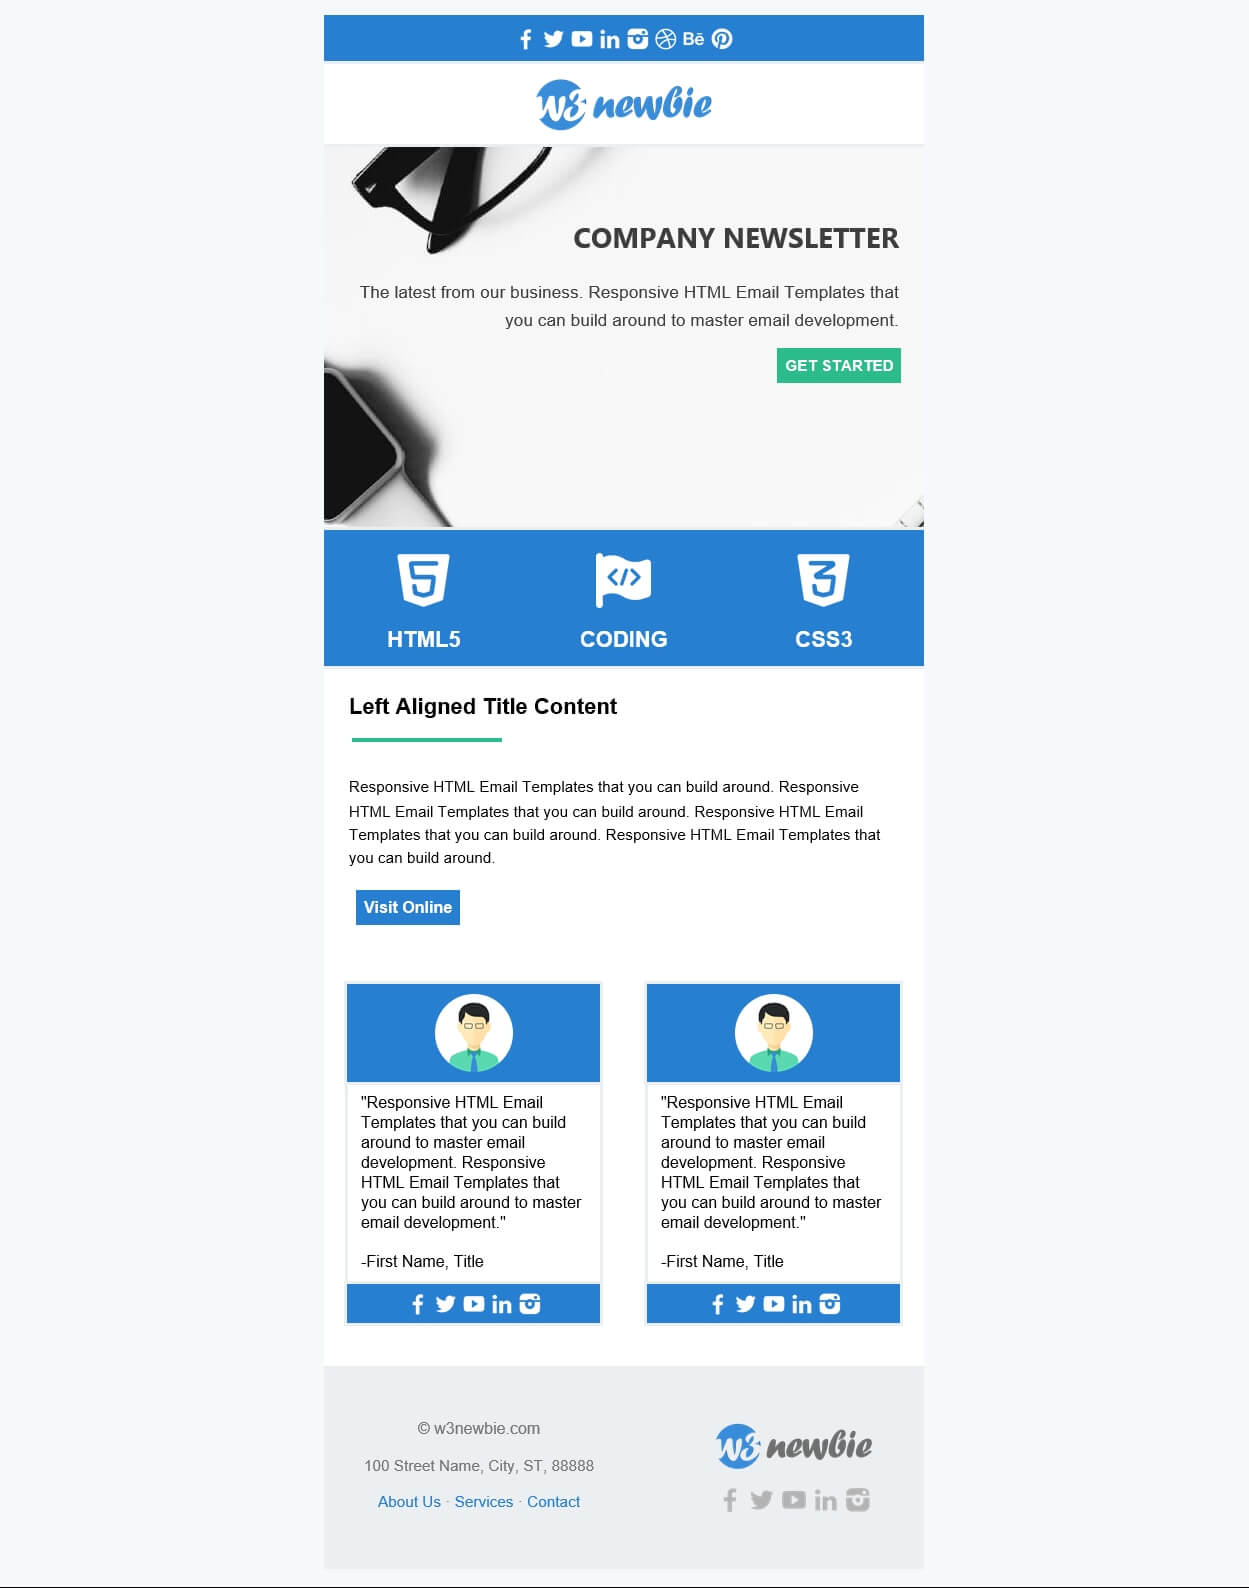 Bē
w3 newbie
COMPANY NEWSLETTER
The latest from our business. Responsive HTML Email Templates that
you can build around to master email development.
GET STARTED
5 </> 3
HTML5 CODING CSS3
Left Aligned Title Content
Responsive HTML Email Templates that you can build around. Responsive
HTML Email Templates that you can build around. Responsive HTML Email
Templates that you can build around. Responsive HTML Email Templates that
you can build around.
Visit Online
"Responsive HTML Email
Templates that you can build
around to master email
development. Responsive
HTML Email Templates that
you can build around to master
email development."
-First Name, Title
"Responsive HTML Email
Templates that you can build
around to master email
development. Responsive
HTML Email Templates that
you can build around to master
email development."
-First Name, Title
© w3newbie.com
100 Street Name, City, ST, 88888
About Us · Services · Contact
w3 newbie